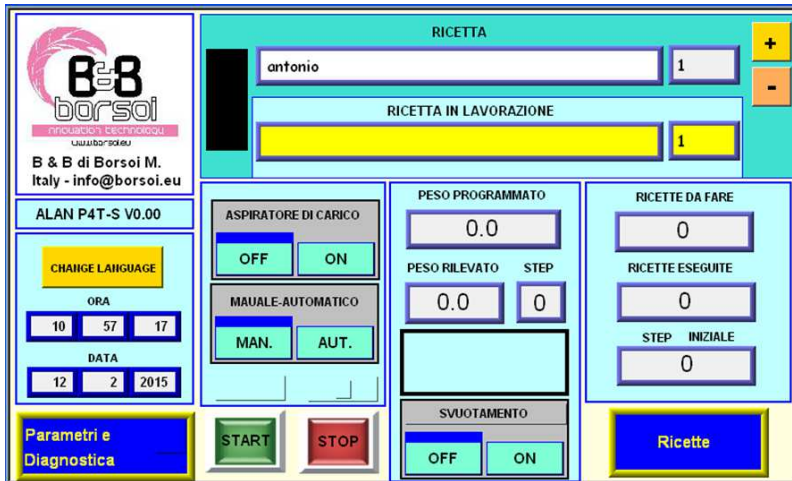 B&B
borsoi
innovation technology
www.borsoi.eu
B & B di Borsoi M.
Italy - info@borsoi.eu
RICETTA
antonio
1
+
-
RICETTA IN LAVORAZIONE
1
ALAN P4T-S V0.00
CHANGE LANGUAGE
ORA
10 57 17
DATA
12 2 2015
Parametri e
Diagnostica
ASPIRATORE DI CARICO
OFF ON
MAUALE-AUTOMATICO
MAN. AUT.
START STOP
PESO PROGRAMMATO
0.0
PESO RILEVATO STEP
0.0 0
SVUOTAMENTO
OFF ON
RICETTE DA FARE
0
RICETTE ESEGUITE
0
STEP INIZIALE
0
Ricette